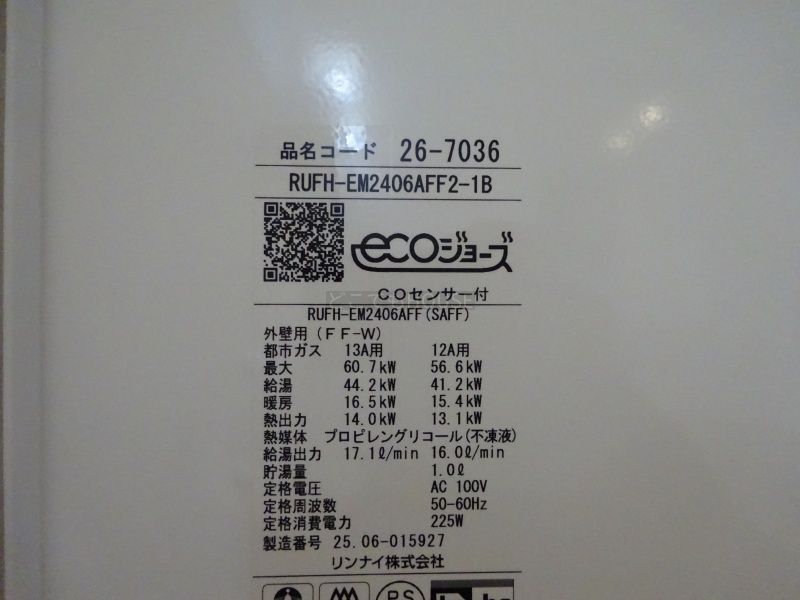 品名コード 26-7036
RUFH-EM2406AFF2-1B
ecoジョーズ
COセンサー付
RUFH-EM2406AFF(SAFF)
外壁用(FF-W)
都市ガス 13A用 12A用
最大 60.7kW 56.6kW
給湯 44.2kW 41.2kW
暖房 16.5kW 15.4kW
熱出力 14.0kW 13.1kW
熱媒体 プロピレングリコール(不凍液)
給湯出力 17.1ℓ/min 16.0ℓ/min
貯湯量 1.0ℓ
定格電圧 AC 100V
定格周波数 50-60Hz
定格消費電力 225W
製造番号 25.06-015927
リンナイ株式会社
PS